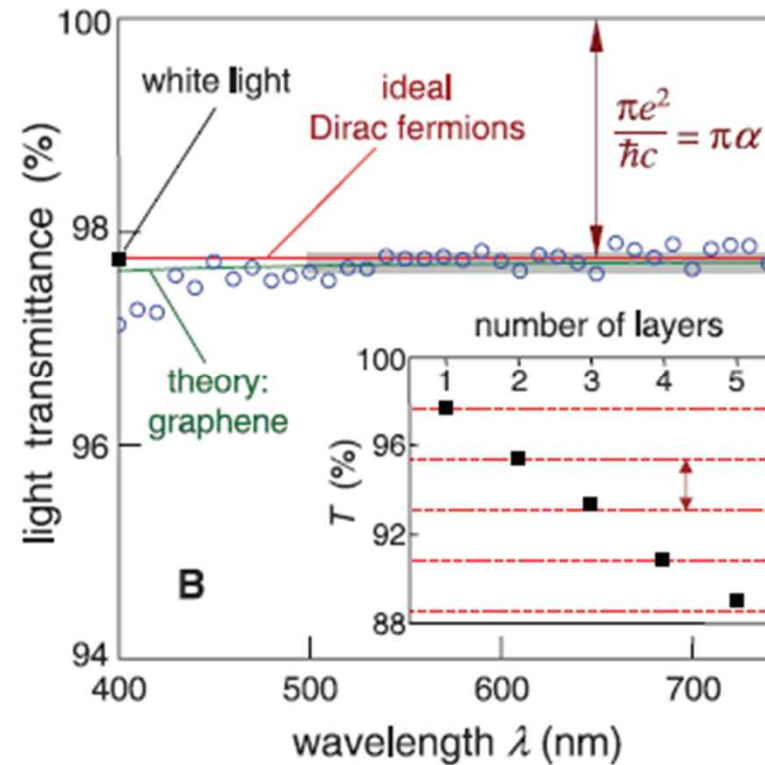 100
white light
ideal
Dirac fermions
πe²/ħc = πα
98
theory:
graphene
96
94
light transmittance (%)
B
400
500
600
700
wavelength λ (nm)
number of layers
1
2
3
4
5
100
96
92
88
T (%)